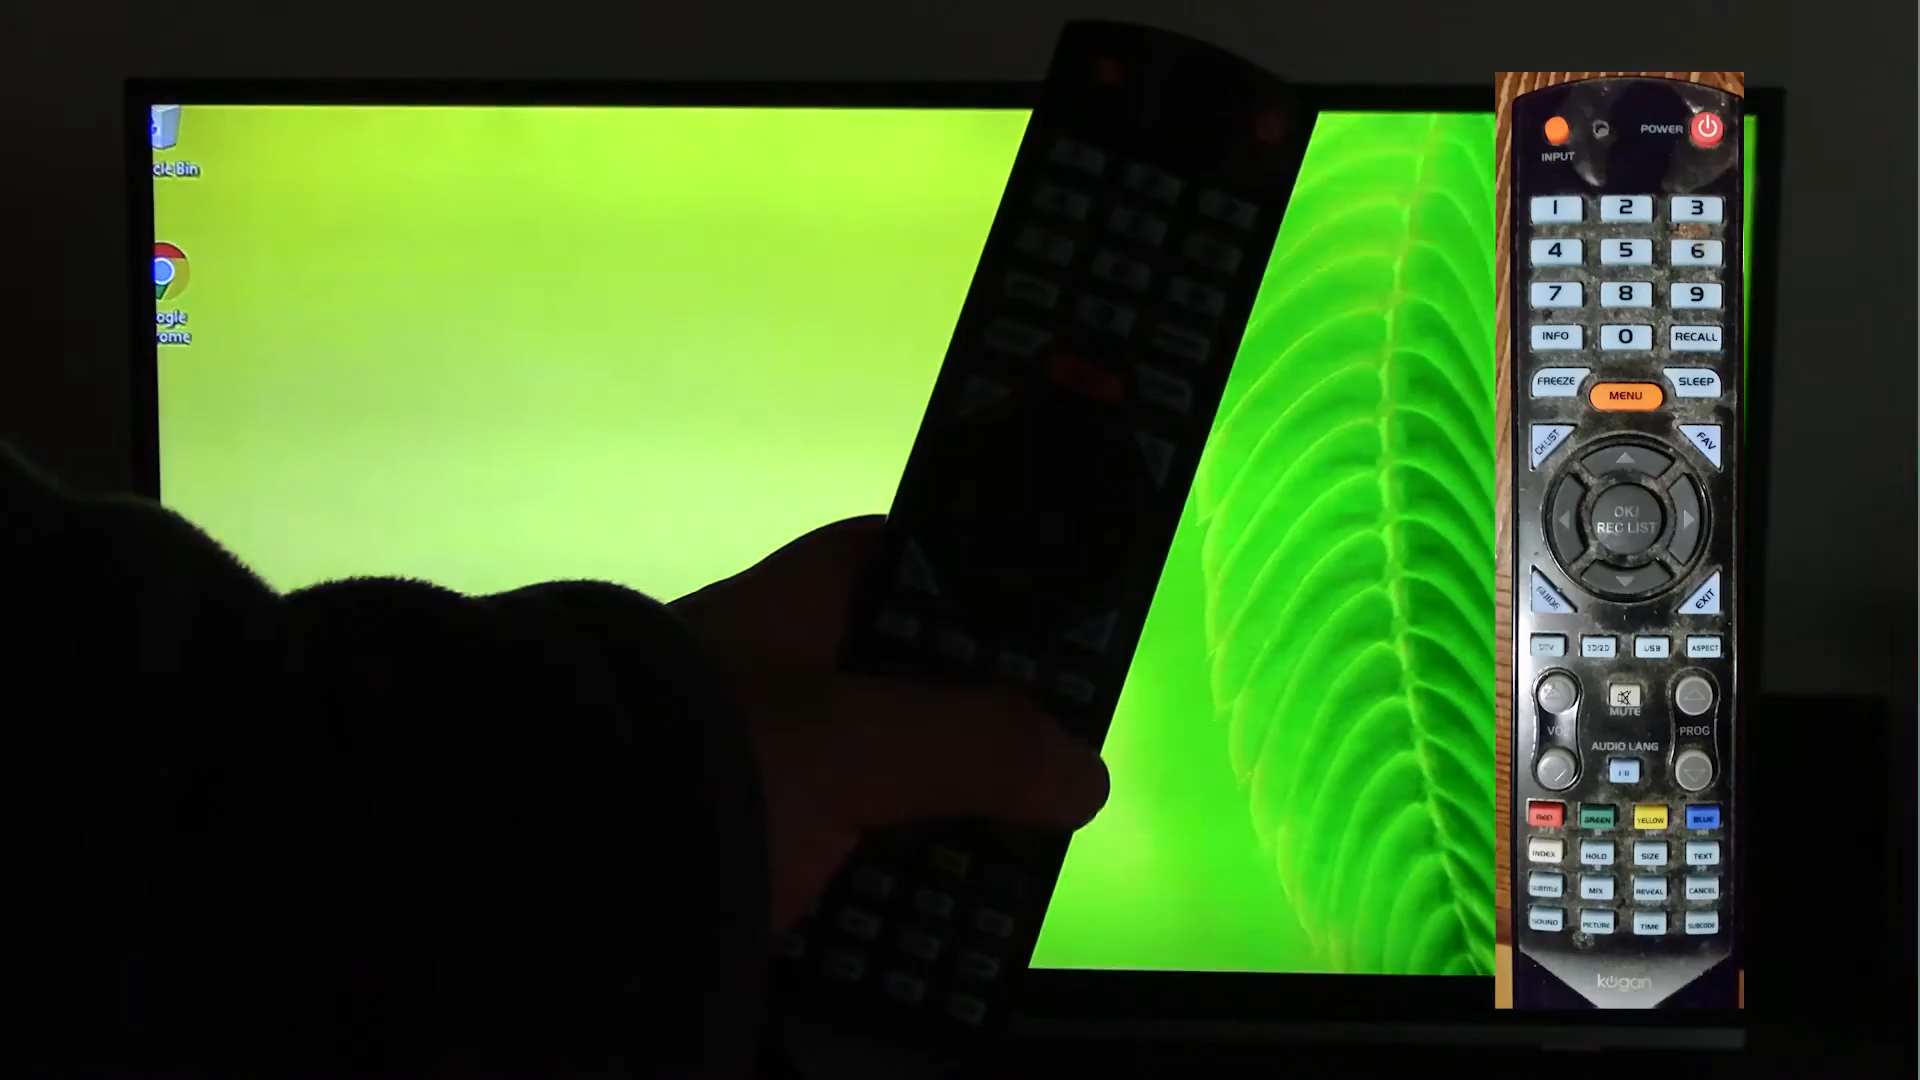 cle Bin
ogle
ome
INPUT
POWER
1 2 3
4 5 6
7 8 9
INFO 0 RECALL
FREEZE MENU SLEEP
CH.LIST FAV
OK/
REC LIST
GUIDE EXIT
3D/2D USB ASPECT
MUTE
VOL PROG
AUDIO LANG
I/II
RED GREEN YELLOW BLUE
INDEX HOLD SIZE TEXT
SUBTITLE MIX REVEAL CANCEL
SOUND PICTURE TIME SUBCODE
kogan